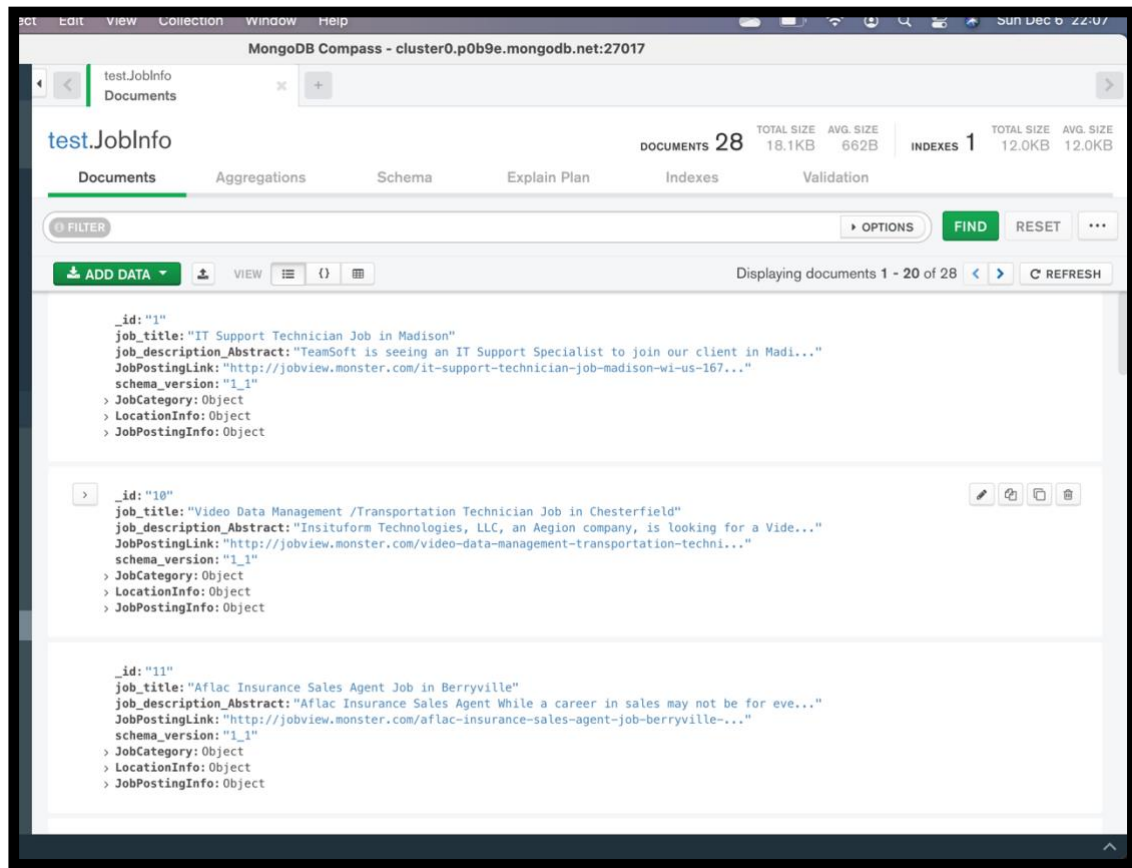 ect Edit View Collection Window Help Sun Dec 6 22:07
MongoDB Compass - cluster0.p0b9e.mongodb.net:27017
test.JobInfo
Documents
test.JobInfo DOCUMENTS 28 TOTAL SIZE 18.1KB AVG. SIZE 662B INDEXES 1 TOTAL SIZE 12.0KB AVG. SIZE 12.0KB
Documents Aggregations Schema Explain Plan Indexes Validation
FILTER OPTIONS FIND RESET ...
ADD DATA VIEW {} Displaying documents 1 - 20 of 28 < > REFRESH
_id: "1"
job_title: "IT Support Technician Job in Madison"
job_description_Abstract: "TeamSoft is seeing an IT Support Specialist to join our client in Madi..."
JobPostingLink: "http://jobview.monster.com/it-support-technician-job-madison-wi-us-167..."
schema_version: "1_1"
> JobCategory: Object
> LocationInfo: Object
> JobPostingInfo: Object
_id: "10"
job_title: "Video Data Management /Transportation Technician Job in Chesterfield"
job_description_Abstract: "Insituform Technologies, LLC, an Aegion company, is looking for a Vide..."
JobPostingLink: "http://jobview.monster.com/video-data-management-transportation-techni..."
schema_version: "1_1"
> JobCategory: Object
> LocationInfo: Object
> JobPostingInfo: Object
_id: "11"
job_title: "Aflac Insurance Sales Agent Job in Berryville"
job_description_Abstract: "Aflac Insurance Sales Agent While a career in sales may not be for eve..."
JobPostingLink: "http://jobview.monster.com/aflac-insurance-sales-agent-job-berryville-..."
schema_version: "1_1"
> JobCategory: Object
> LocationInfo: Object
> JobPostingInfo: Object